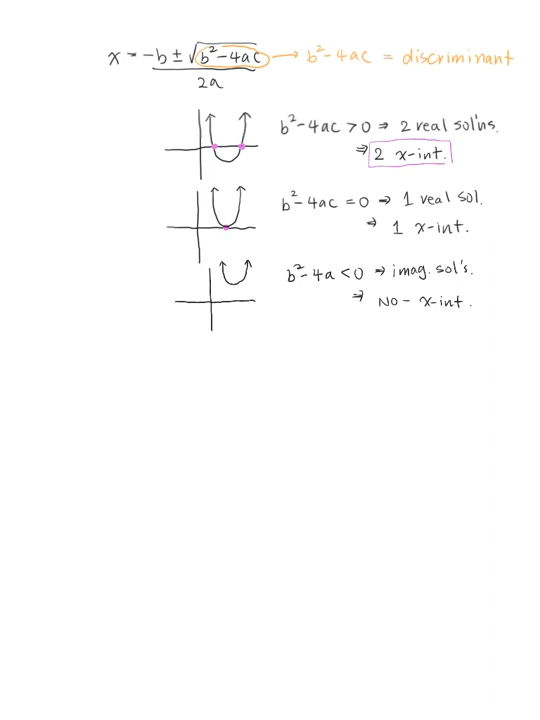 x = -b ± √b² - 4ac → b² - 4ac = discriminant
2a
b² - 4ac > 0 ⇒ 2 real sol'ns.
⇒ 2 x-int.
b² - 4ac = 0 → 1 real sol.
⇒ 1 x-int.
b² - 4a < 0 ⇒ imag. sol's.
⇒ NO - x-int.